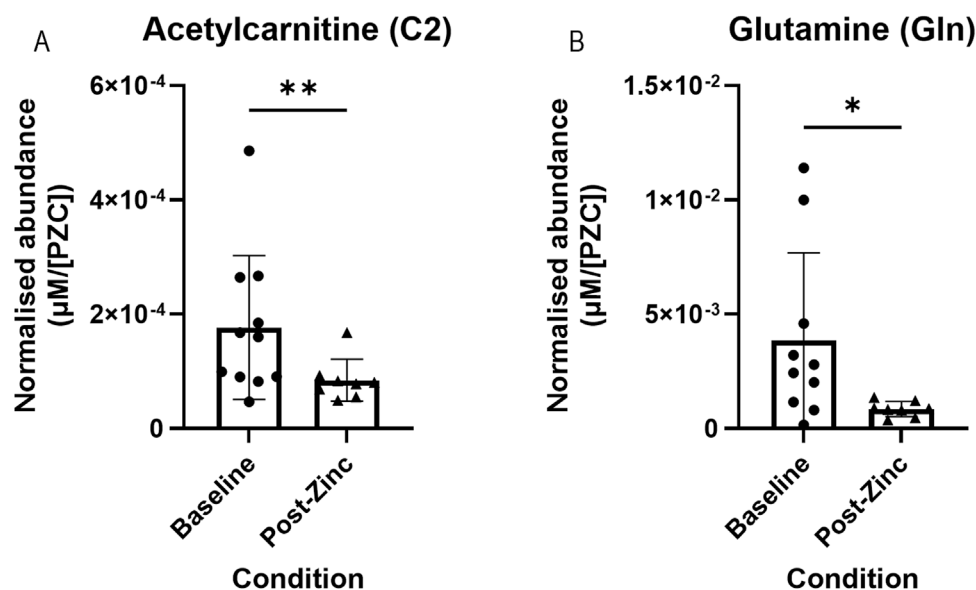 A
Acetylcarnitine (C2)
Normalised abundance
(µM/[PZC])
6×10⁻⁴
4×10⁻⁴
2×10⁻⁴
0
**
Baseline
Post-Zinc
Condition
B
Glutamine (Gln)
Normalised abundance
(µM/[PZC])
1.5×10⁻²
1×10⁻²
5×10⁻³
0
*
Baseline
Post-Zinc
Condition